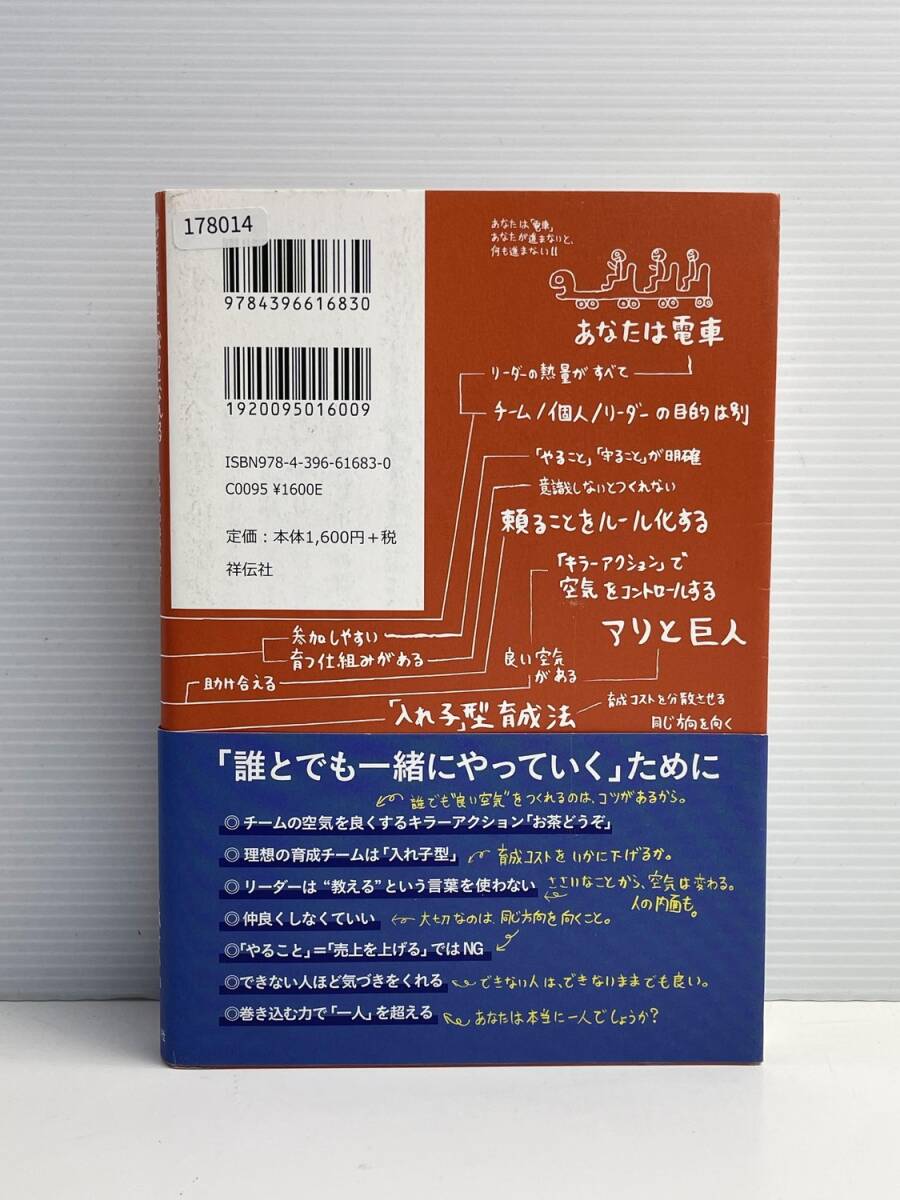 178014
9784396616830
1920095016009
ISBN978-4-396-61683-0
C0095 ¥1600E
定価：本体1,600円＋税
祥伝社
あなたは「電車」
あなたが進まないと、
何も進まない!!
あなたは電車
リーダーの熱量がすべて
チーム/個人/リーダーの目的は別
「やること」「守ること」が明確
意識しないとつくれない
頼ることをルール化する
「キラーアクション」で
空気をコントロールする
アリと巨人
参加しやすい
育つ仕組みがある
良い空気
がある
助け合える
「入れ子」型育成法
育成コストを分散させる
同じ方向を向く
「誰とでも一緒にやっていく」ために
誰でも"良い空気"をつくれるのは、コツがあるから。
◎チームの空気を良くするキラーアクション「お茶どうぞ」
◎理想の育成チームは「入れ子型」
育成コストをいかに下げるか。
◎リーダーは“教える”という言葉を使わない
ささいなことから、空気は変わる。
人の内面も。
◎仲良くしなくていい
大切なのは、同じ方向を向くこと。
◎「やること」＝「売上を上げる」ではNG
◎できない人ほど気づきをくれる
できない人は、できないままでも良い。
◎巻き込む力で「一人」を超える
あなたは本当に一人でしょうか？